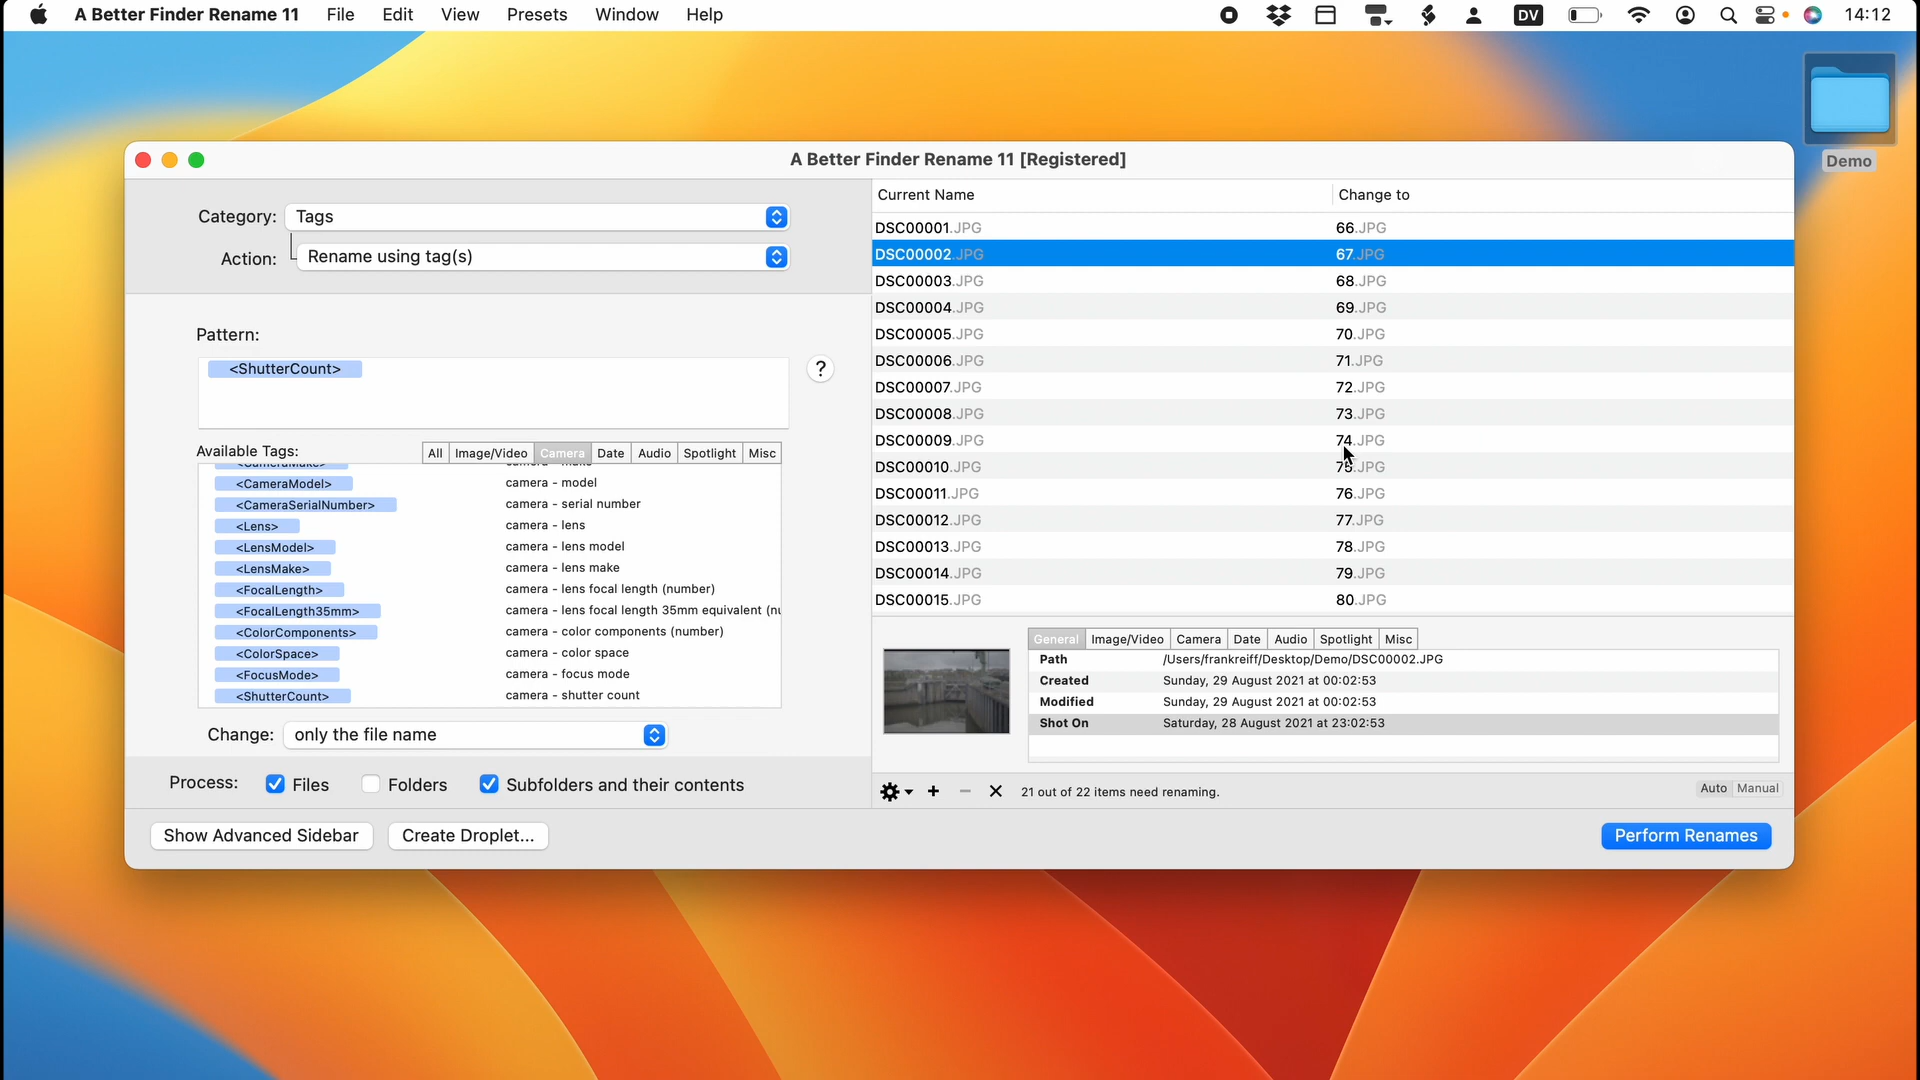 A Better Finder Rename 11 File Edit View Presets Window Help DV 14:12
Demo
A Better Finder Rename 11 [Registered]
Category: Tags
Action: Rename using tag(s)
Pattern:
<ShutterCount>
?
Available Tags: All Image/Video Camera Date Audio Spotlight Misc
<CameraModel> camera - model
<CameraSerialNumber> camera - serial number
<Lens> camera - lens
<LensModel> camera - lens model
<LensMake> camera - lens make
<FocalLength> camera - lens focal length (number)
<FocalLength35mm> camera - lens focal length 35mm equivalent (nu
<ColorComponents> camera - color components (number)
<ColorSpace> camera - color space
<FocusMode> camera - focus mode
<ShutterCount> camera - shutter count
Change: only the file name
Process: Files Folders Subfolders and their contents
Show Advanced Sidebar Create Droplet...
Current Name Change to
DSC00001.JPG 66.JPG
DSC00002.JPG 67.JPG
DSC00003.JPG 68.JPG
DSC00004.JPG 69.JPG
DSC00005.JPG 70.JPG
DSC00006.JPG 71.JPG
DSC00007.JPG 72.JPG
DSC00008.JPG 73.JPG
DSC00009.JPG 74.JPG
DSC00010.JPG 75.JPG
DSC00011.JPG 76.JPG
DSC00012.JPG 77.JPG
DSC00013.JPG 78.JPG
DSC00014.JPG 79.JPG
DSC00015.JPG 80.JPG
General Image/Video Camera Date Audio Spotlight Misc
Path /Users/frankreiff/Desktop/Demo/DSC00002.JPG
Created Sunday, 29 August 2021 at 00:02:53
Modified Sunday, 29 August 2021 at 00:02:53
Shot On Saturday, 28 August 2021 at 23:02:53
21 out of 22 items need renaming. Auto Manual
Perform Renames